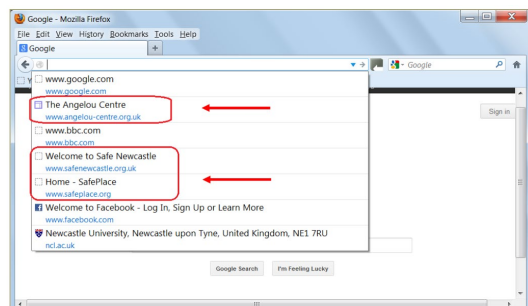 Google - Mozilla Firefox
File Edit View History Bookmarks Tools Help
Google
Google
www.google.com
www.google.com
The Angelou Centre
www.angelou-centre.org.uk
www.bbc.com
www.bbc.com
Sign in
Welcome to Safe Newcastle
www.safenewcastle.org.uk
Home - SafePlace
www.safeplace.org
Welcome to Facebook - Log In, Sign Up or Learn More
www.facebook.com
Newcastle University, Newcastle upon Tyne, United Kingdom, NE1 7RU
ncl.ac.uk
Google Search I'm Feeling Lucky